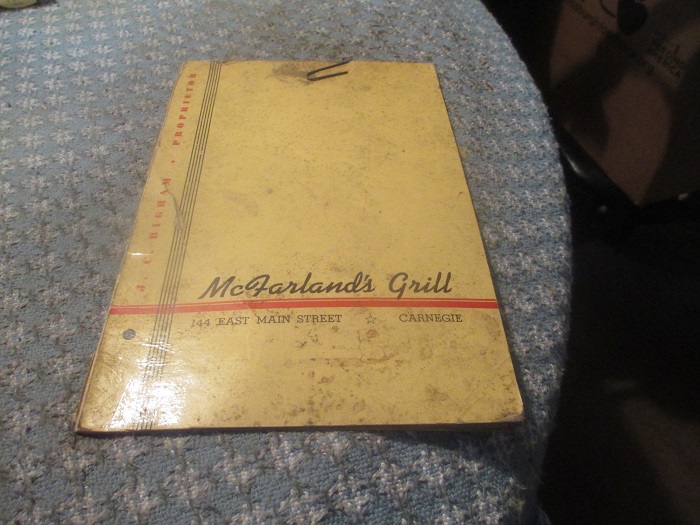 J. C. BIGHAM , PROPRIETOR
McFarland's Grill
144 EAST MAIN STREET ☆ CARNEGIE